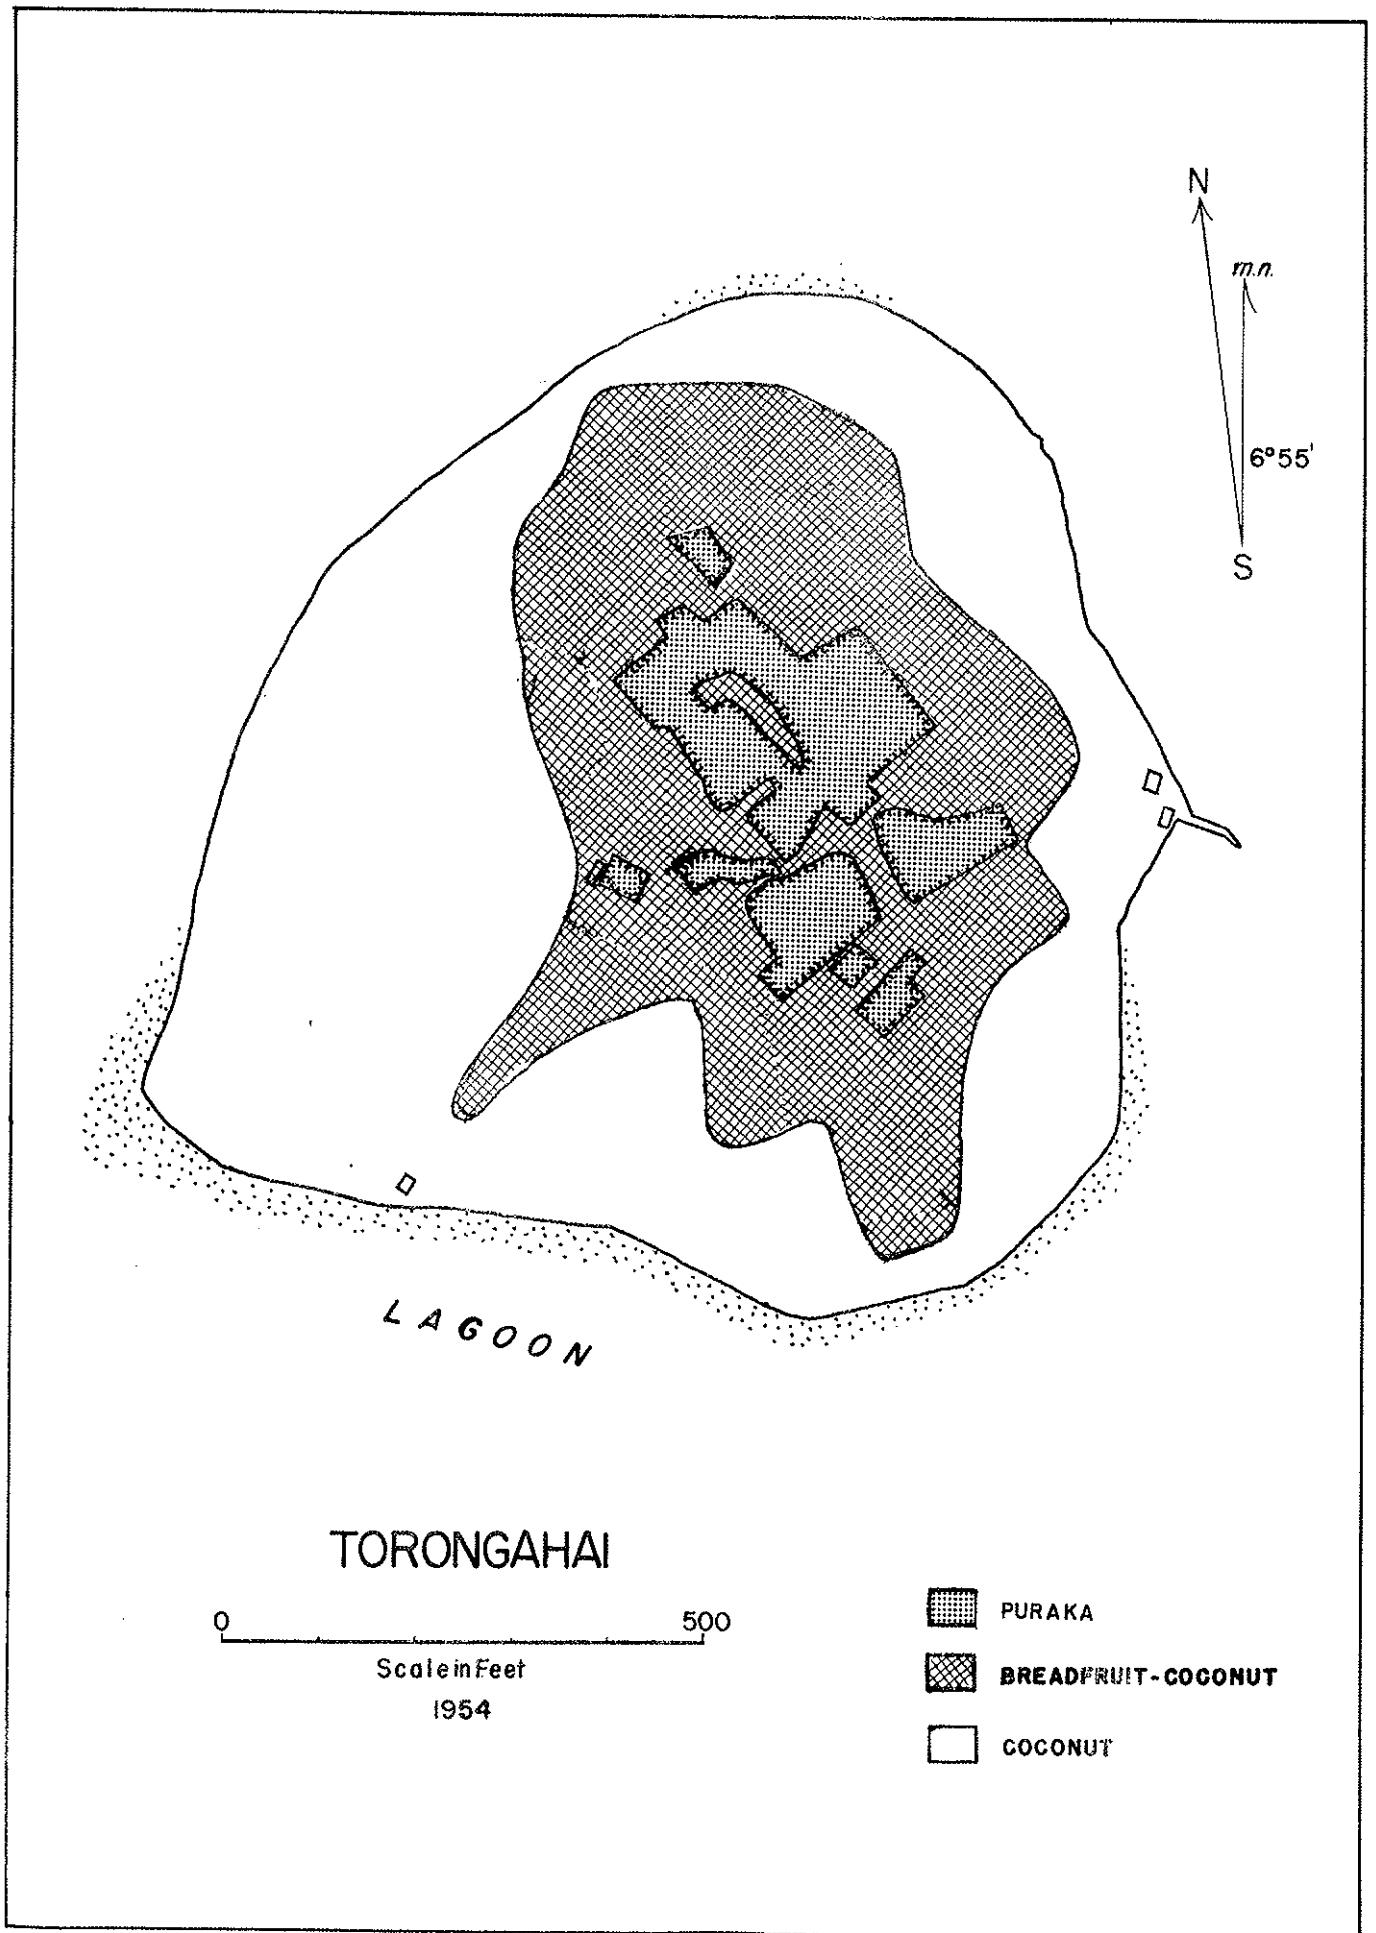 N
m.n.
6°55'
S
LAGOON
TORONGAHAI
0 500
Scale in Feet
1954
PURAKA
BREADFRUIT-COCONUT
COCONUT